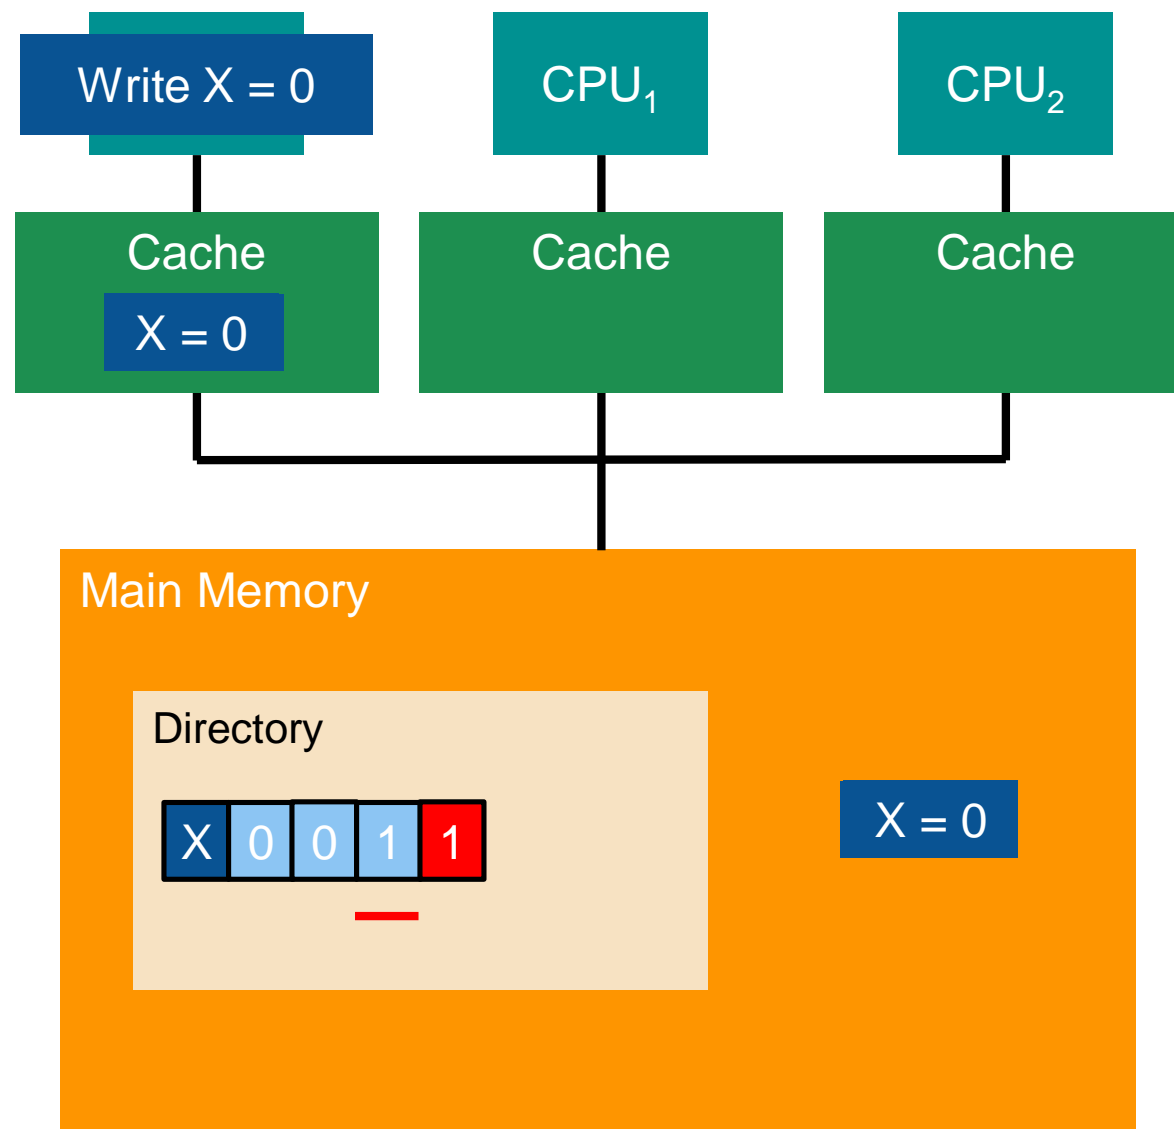 Write X = 0
CPU₁
CPU₂
Cache
Cache
Cache
X = 0
Main Memory
Directory
X 0 0 1 1
X = 0